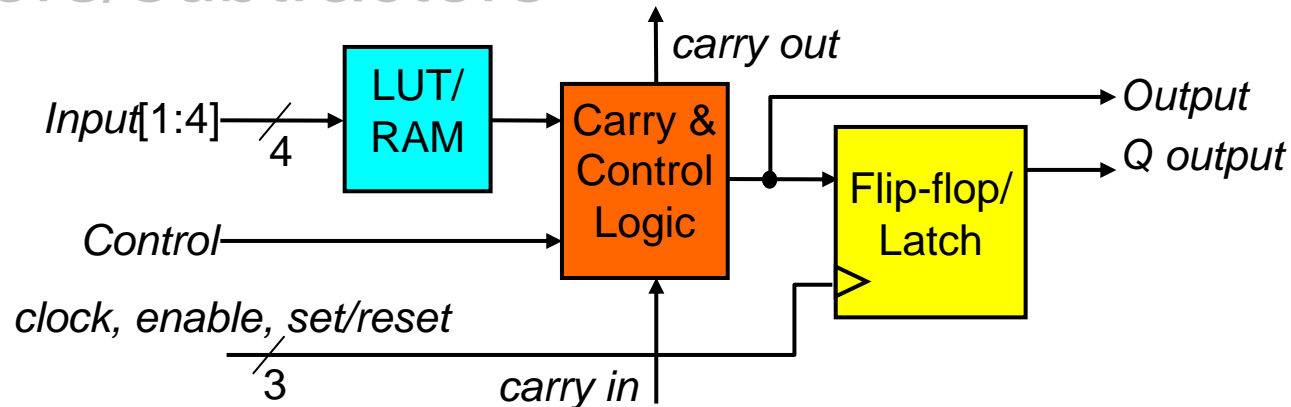 carry out
LUT/
RAM
Input[1:4]
4
Carry &
Control
Logic
Output
Q output
Flip-flop/
Latch
Control
clock, enable, set/reset
3
carry in